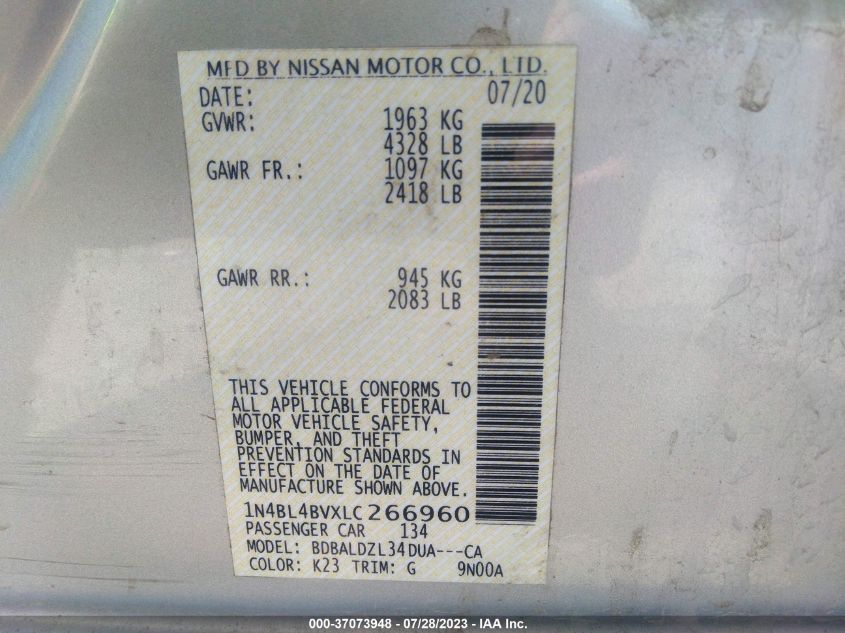 MFD BY NISSAN MOTOR CO., LTD.
DATE: 07/20
GVWR: 1963 KG
4328 LB
GAWR FR.: 1097 KG
2418 LB
GAWR RR.: 945 KG
2083 LB
THIS VEHICLE CONFORMS TO
ALL APPLICABLE FEDERAL
MOTOR VEHICLE SAFETY,
BUMPER, AND THEFT
PREVENTION STANDARDS IN
EFFECT ON THE DATE OF
MANUFACTURE SHOWN ABOVE.
1N4BL4BVXLC266960
PASSENGER CAR 134
MODEL: BDBALDZL34DUA---CA
COLOR: K23 TRIM: G 9N00A
000-37073948 - 07/28/2023 - IAA Inc.